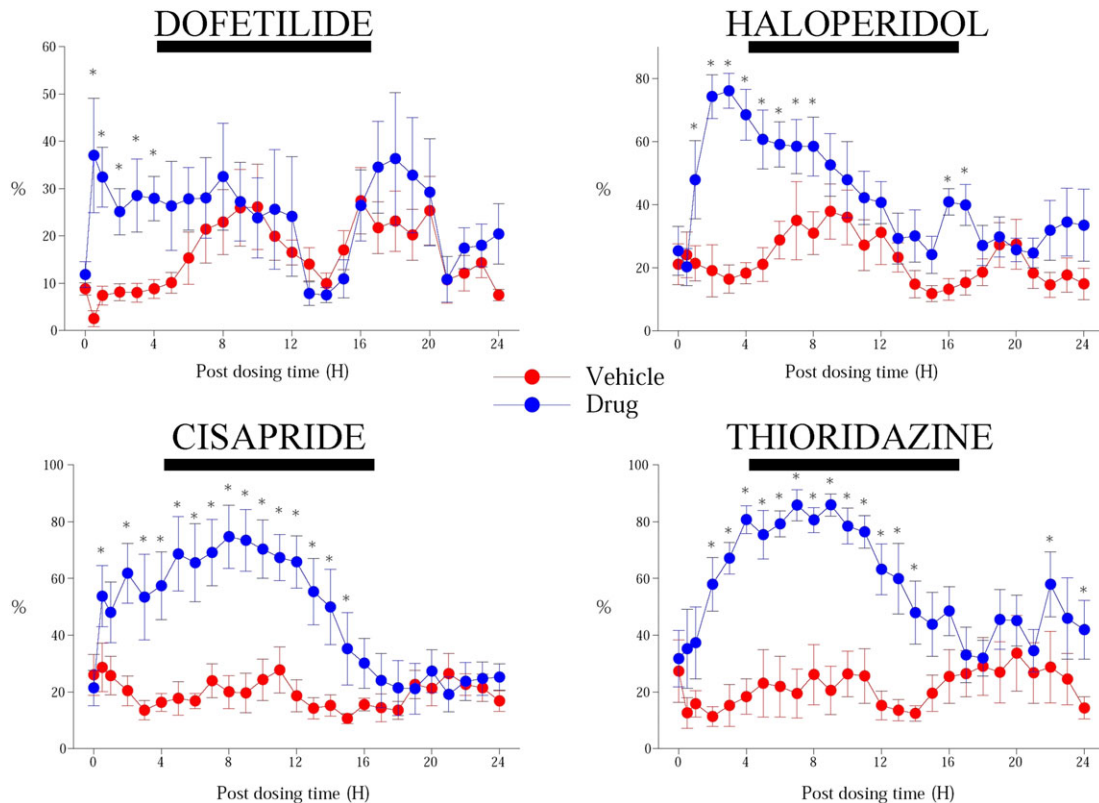 DOFETILIDE
60
50
40
30
20
10
0
%
* * * * *
0 4 8 12 16 20 24
Post dosing time (H)
HALOPERIDOL
80
60
40
20
0
%
* * * * * * * * * *
0 4 8 12 16 20 24
Post dosing time (H)
Vehicle
Drug
CISAPRIDE
100
80
60
40
20
0
%
* * * * * * * * * * * * * * *
0 4 8 12 16 20 24
Post dosing time (H)
THIORIDAZINE
100
80
60
40
20
0
%
* * * * * * * * * * * * * * *
0 4 8 12 16 20 24
Post dosing time (H)